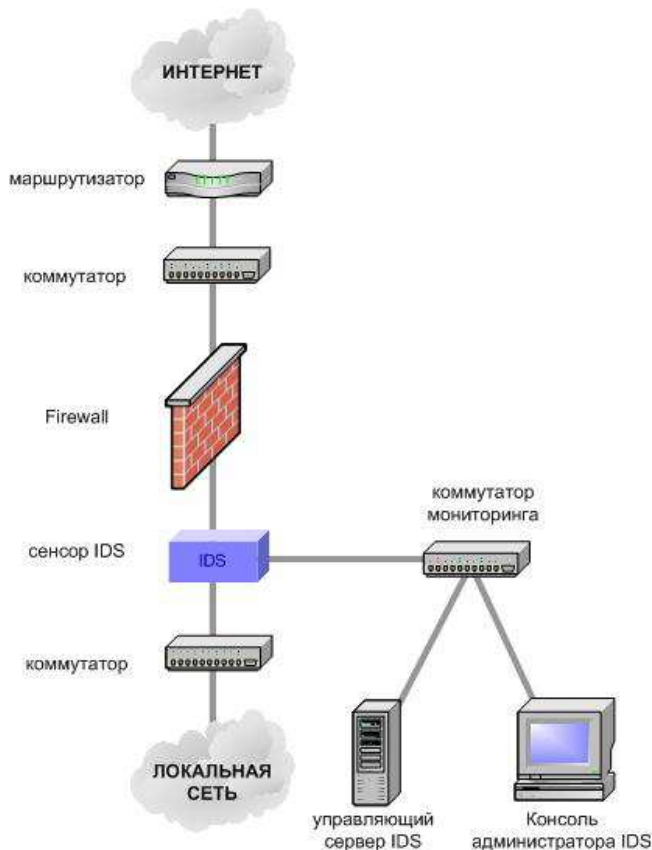 ИНТЕРНЕТ
маршрутизатор
коммутатор
Firewall
коммутатор
мониторинга
сенсор IDS
IDS
коммутатор
ЛОКАЛЬНАЯ
СЕТЬ
управляющий
сервер IDS
Консоль
администратора IDS